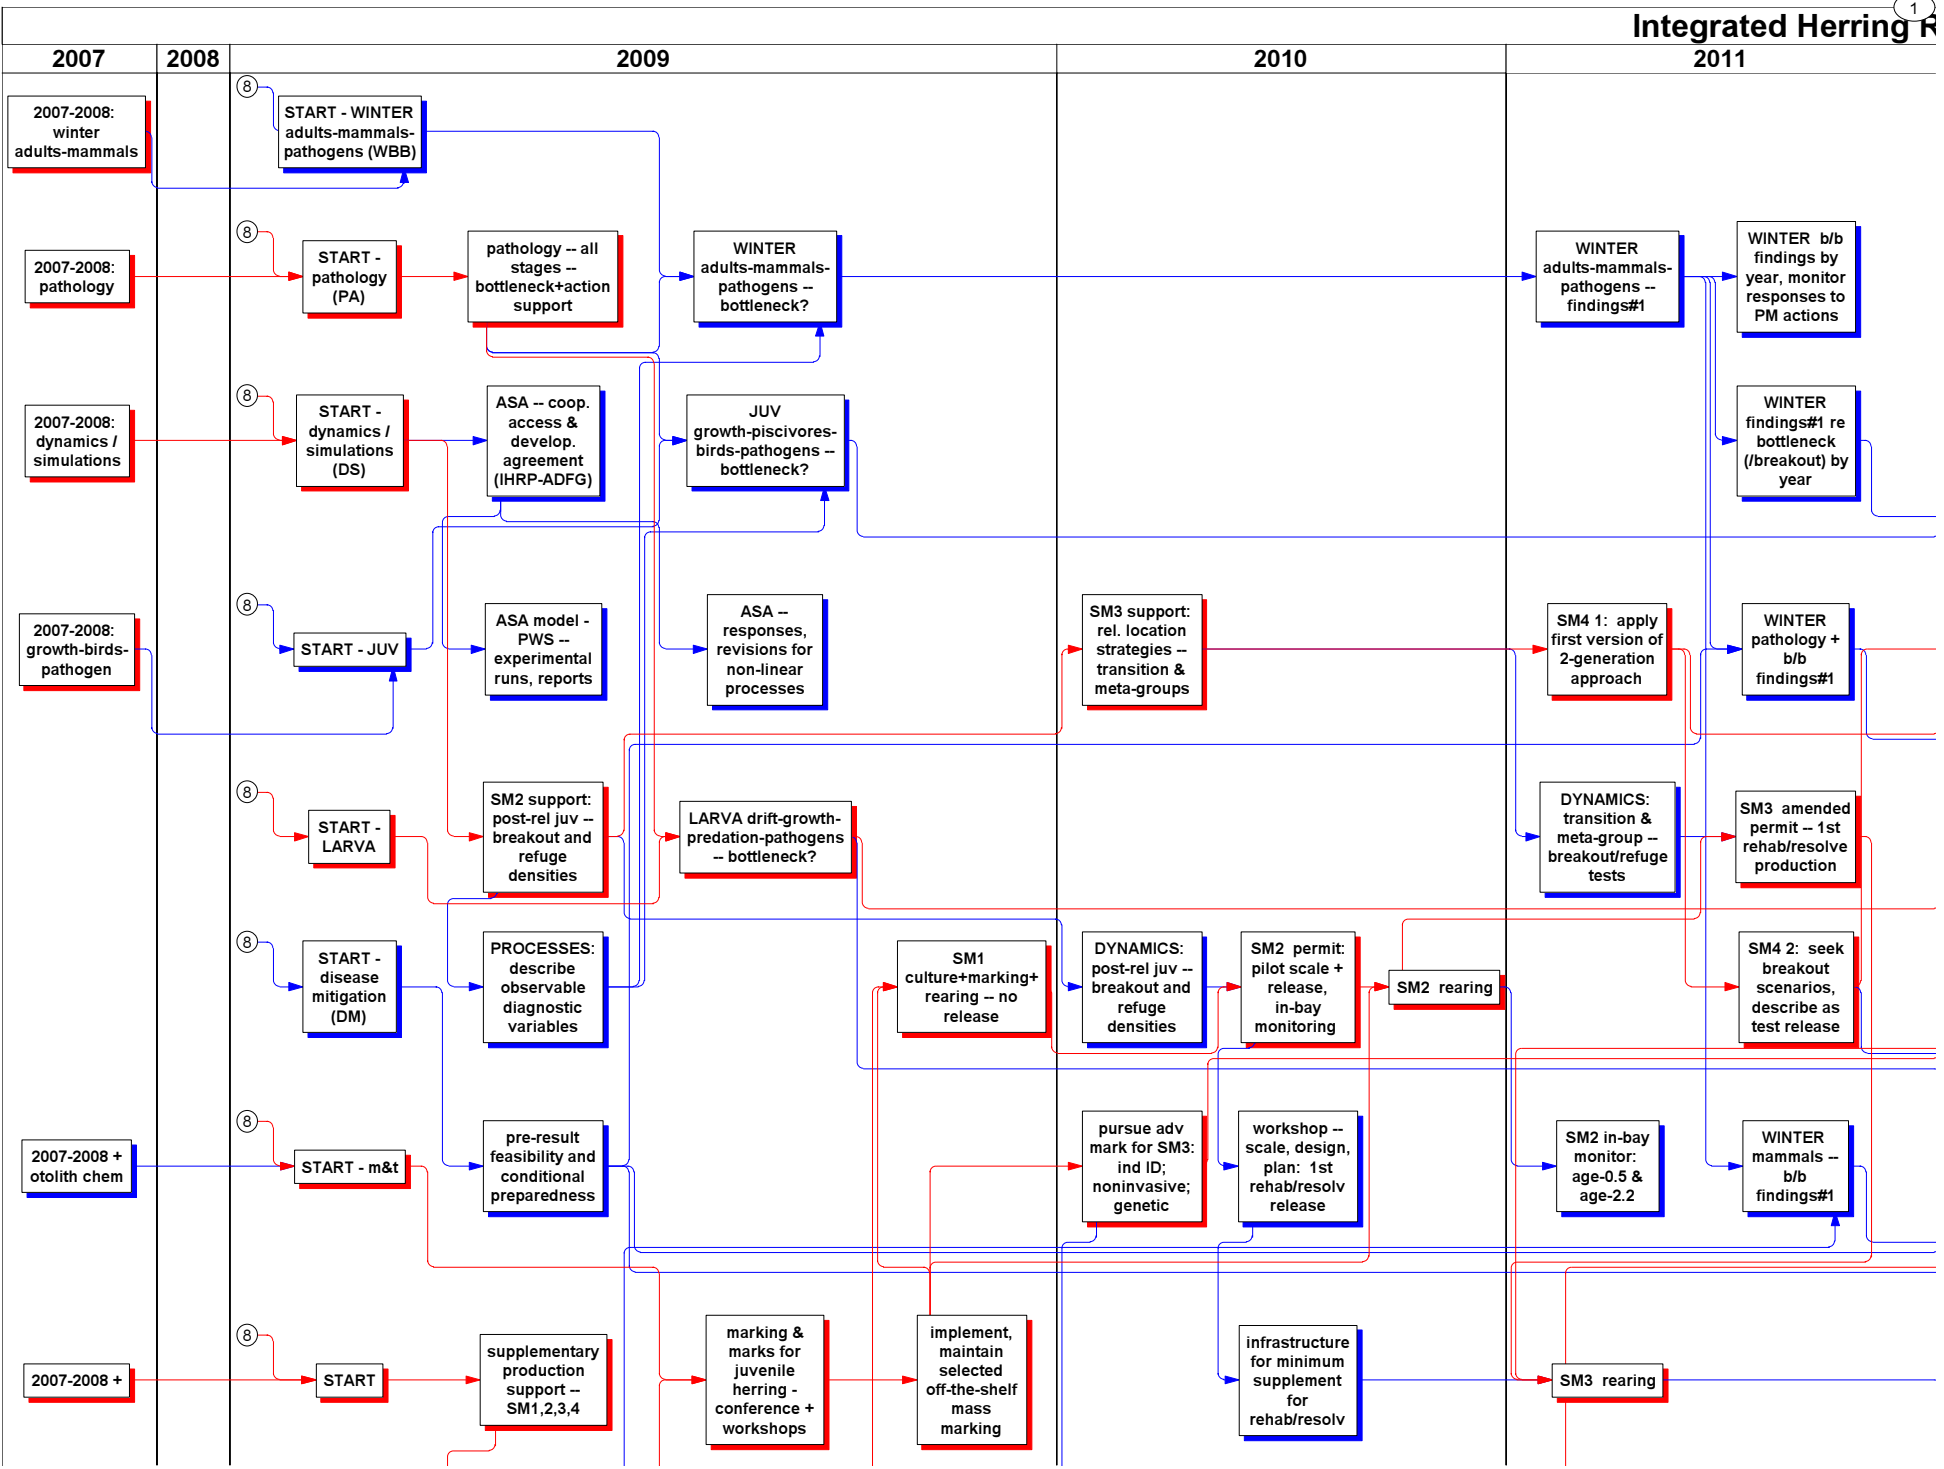 1
Integrated Herring R
2007
2008
2009
2010
2011
8
2007-2008:
winter
adults-mammals
START - WINTER
adults-mammals-
pathogens (WBB)
8
2007-2008:
pathology
START -
pathology
(PA)
pathology -- all
stages --
bottleneck+action
support
WINTER
adults-mammals-
pathogens --
bottleneck?
WINTER
adults-mammals-
pathogens --
findings#1
WINTER b/b
findings by
year, monitor
responses to
PM actions
8
2007-2008:
dynamics /
simulations
START -
dynamics /
simulations
(DS)
ASA -- coop.
access &
develop.
agreement
(IHRP-ADFG)
JUV
growth-piscivores-
birds-pathogens --
bottleneck?
WINTER
findings#1 re
bottleneck
(/breakout) by
year
8
2007-2008:
growth-birds-
pathogen
START - JUV
ASA model -
PWS --
experimental
runs, reports
ASA --
responses,
revisions for
non-linear
processes
SM3 support:
rel. location
strategies --
transition &
meta-groups
SM4 1: apply
first version of
2-generation
approach
WINTER
pathology +
b/b
findings#1
8
START -
LARVA
SM2 support:
post-rel juv --
breakout and
refuge
densities
LARVA drift-growth-
predation-pathogens
-- bottleneck?
DYNAMICS:
transition &
meta-group --
breakout/refuge
tests
SM3 amended
permit -- 1st
rehab/resolve
production
8
START -
disease
mitigation
(DM)
PROCESSES:
describe
observable
diagnostic
variables
SM1
culture+marking+
rearing -- no
release
DYNAMICS:
post-rel juv --
breakout and
refuge
densities
SM2 permit:
pilot scale +
release,
in-bay
monitoring
SM2 rearing
SM4 2: seek
breakout
scenarios,
describe as
test release
8
2007-2008 +
otolith chem
START - m&t
pre-result
feasibility and
conditional
preparedness
pursue adv
mark for SM3:
ind ID;
noninvasive;
genetic
workshop --
scale, design,
plan: 1st
rehab/resolv
release
SM2 in-bay
monitor:
age-0.5 &
age-2.2
WINTER
mammals --
b/b
findings#1
8
2007-2008 +
START
supplementary
production
support --
SM1,2,3,4
marking &
marks for
juvenile
herring -
conference +
workshops
implement,
maintain
selected
off-the-shelf
mass
marking
infrastructure
for minimum
supplement
for
rehab/resolv
SM3 rearing